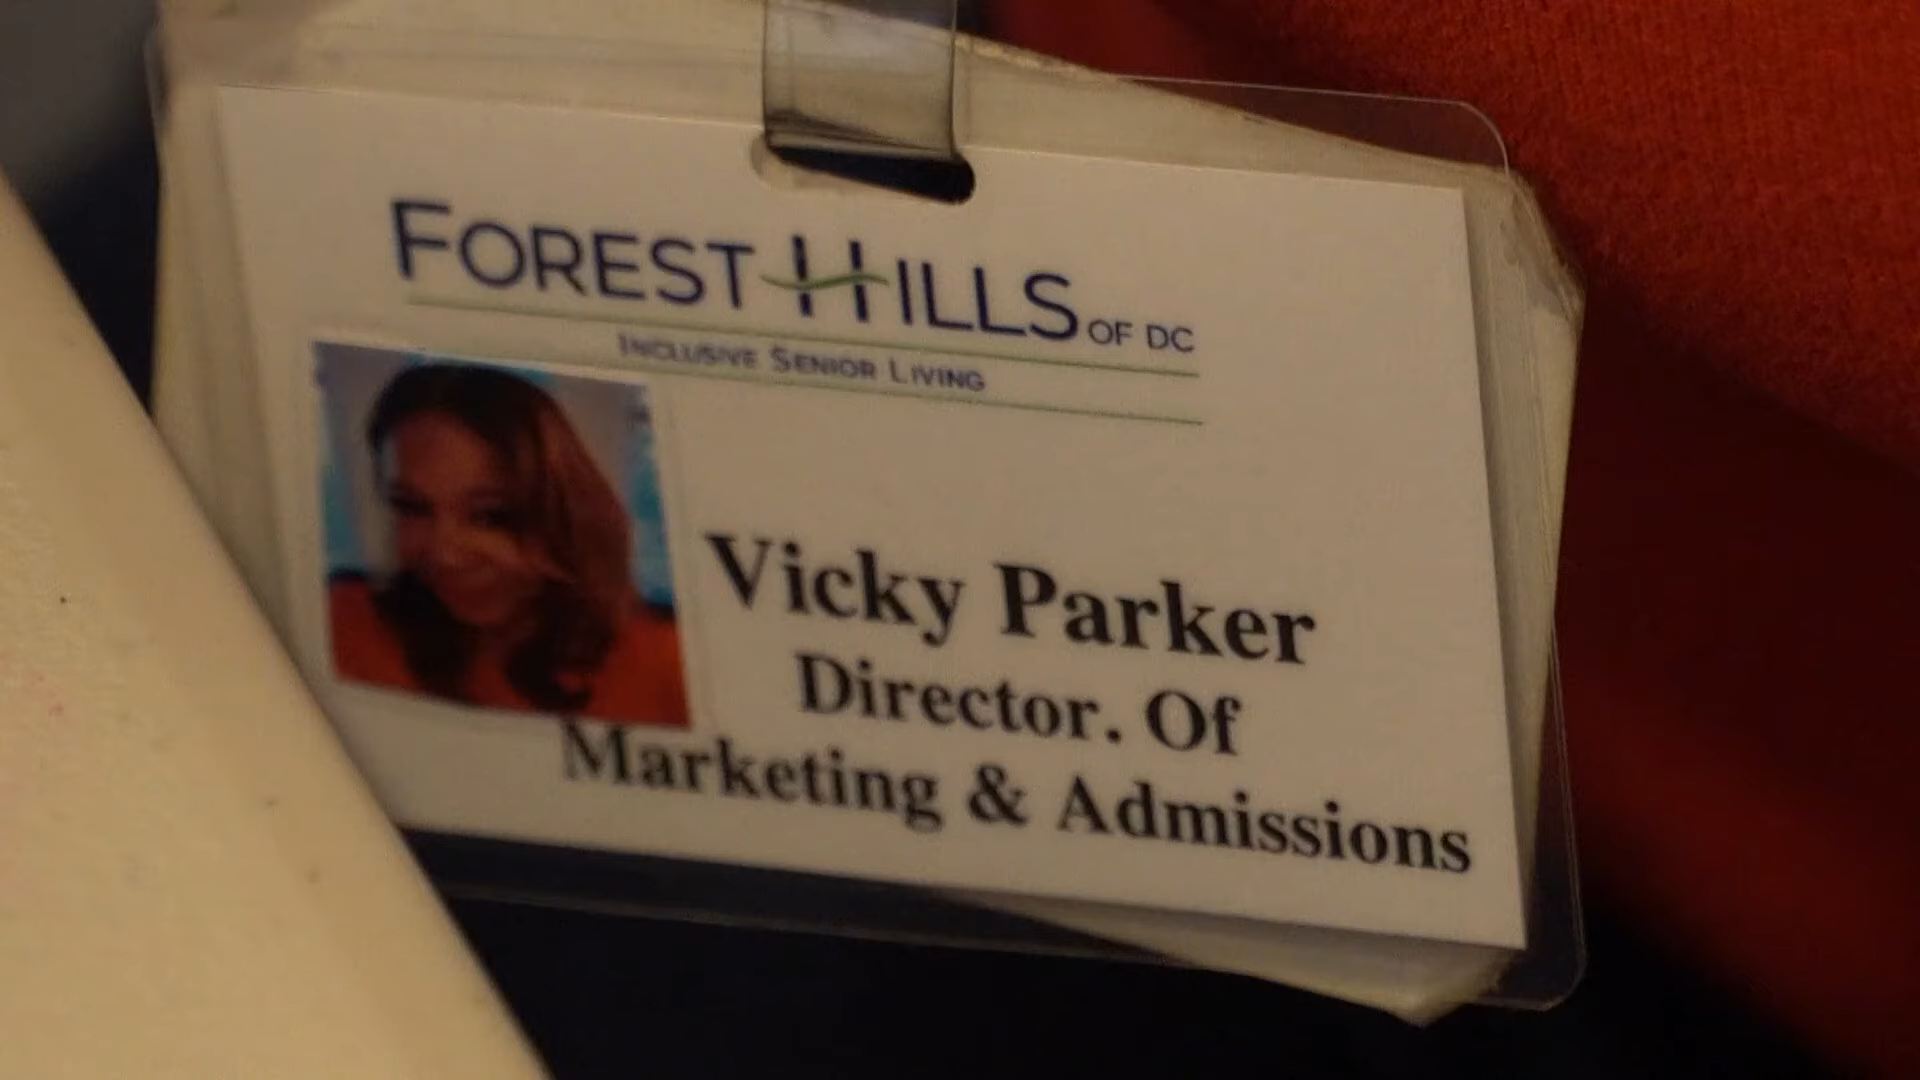 FOREST HILLS OF DC
INCLUSIVE SENIOR LIVING
Vicky Parker
Director. Of
Marketing & Admissions